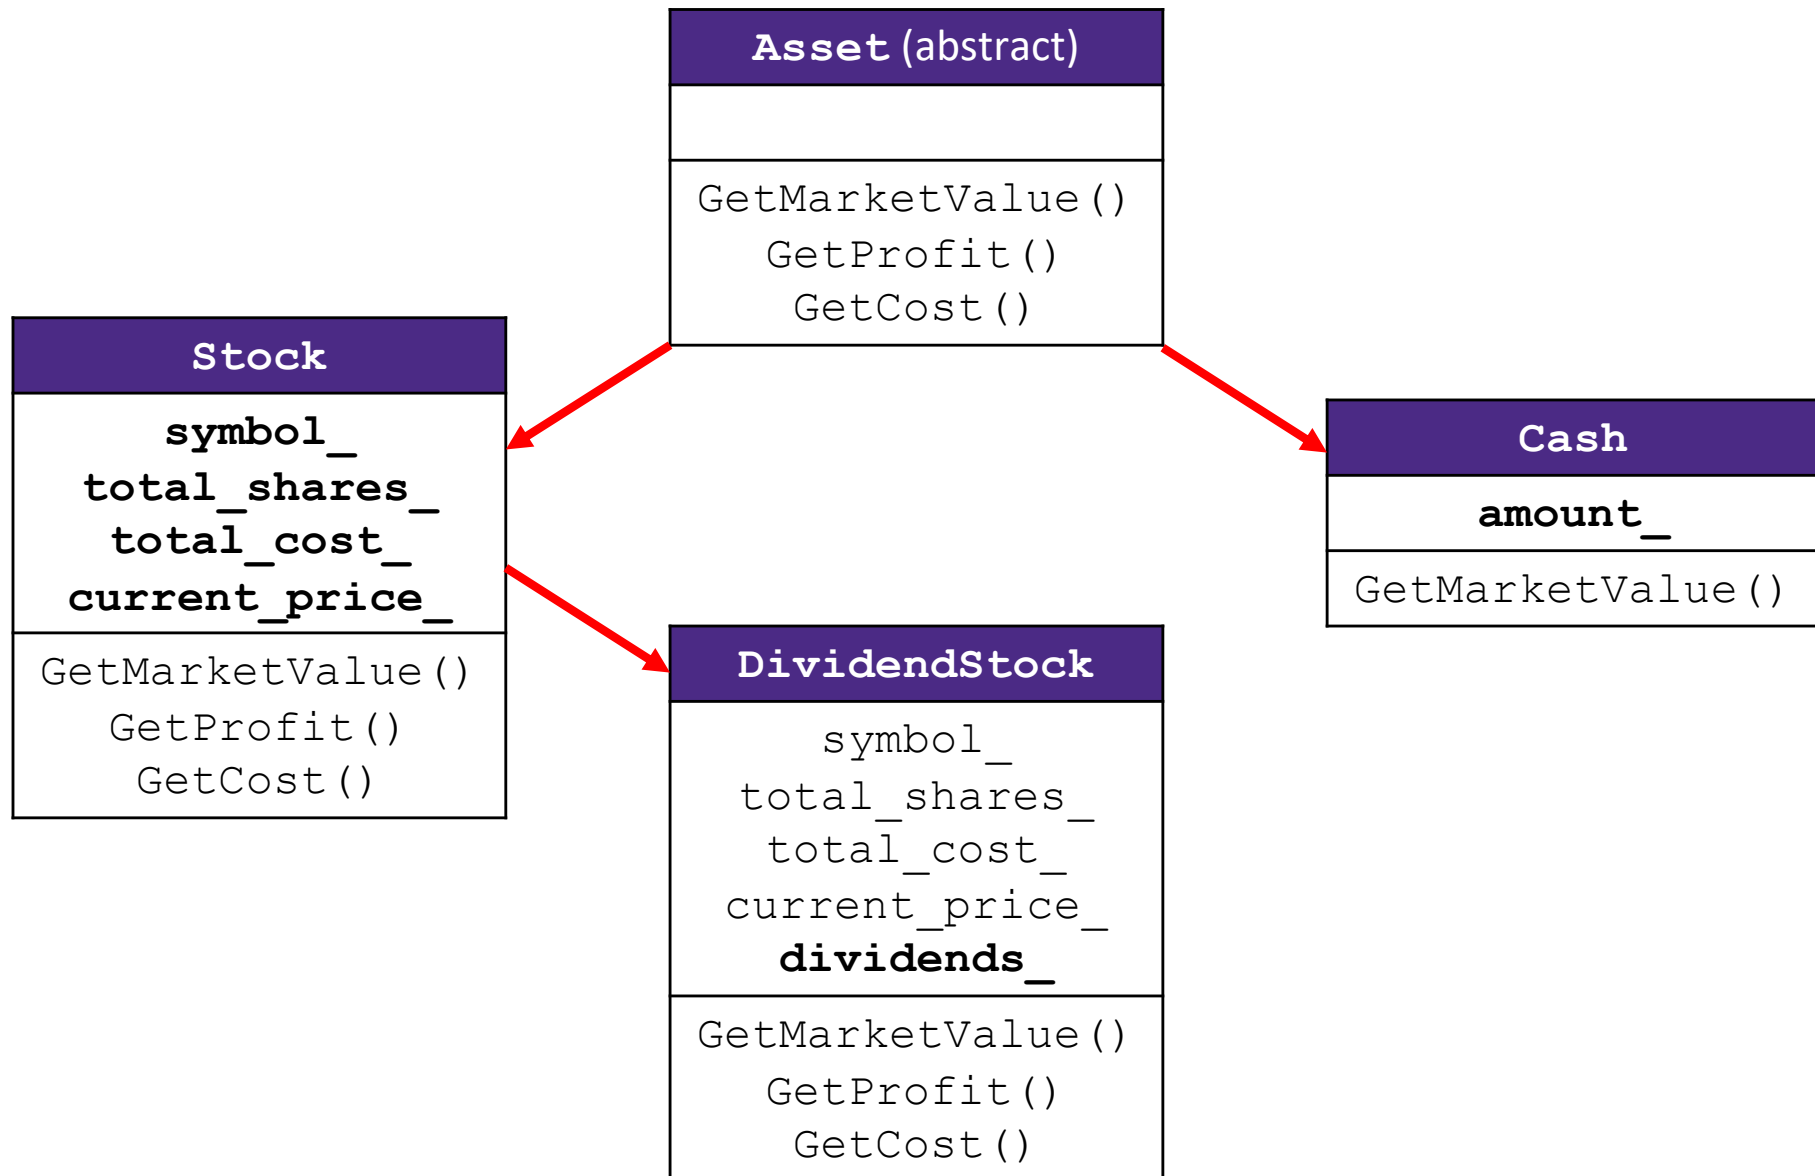 Asset (abstract)
GetMarketValue()
GetProfit()
GetCost()
Stock
symbol_
total_shares_
total_cost_
current_price_
GetMarketValue()
GetProfit()
GetCost()
Cash
amount_
GetMarketValue()
DividendStock
symbol_
total_shares_
total_cost_
current_price_
dividends_
GetMarketValue()
GetProfit()
GetCost()